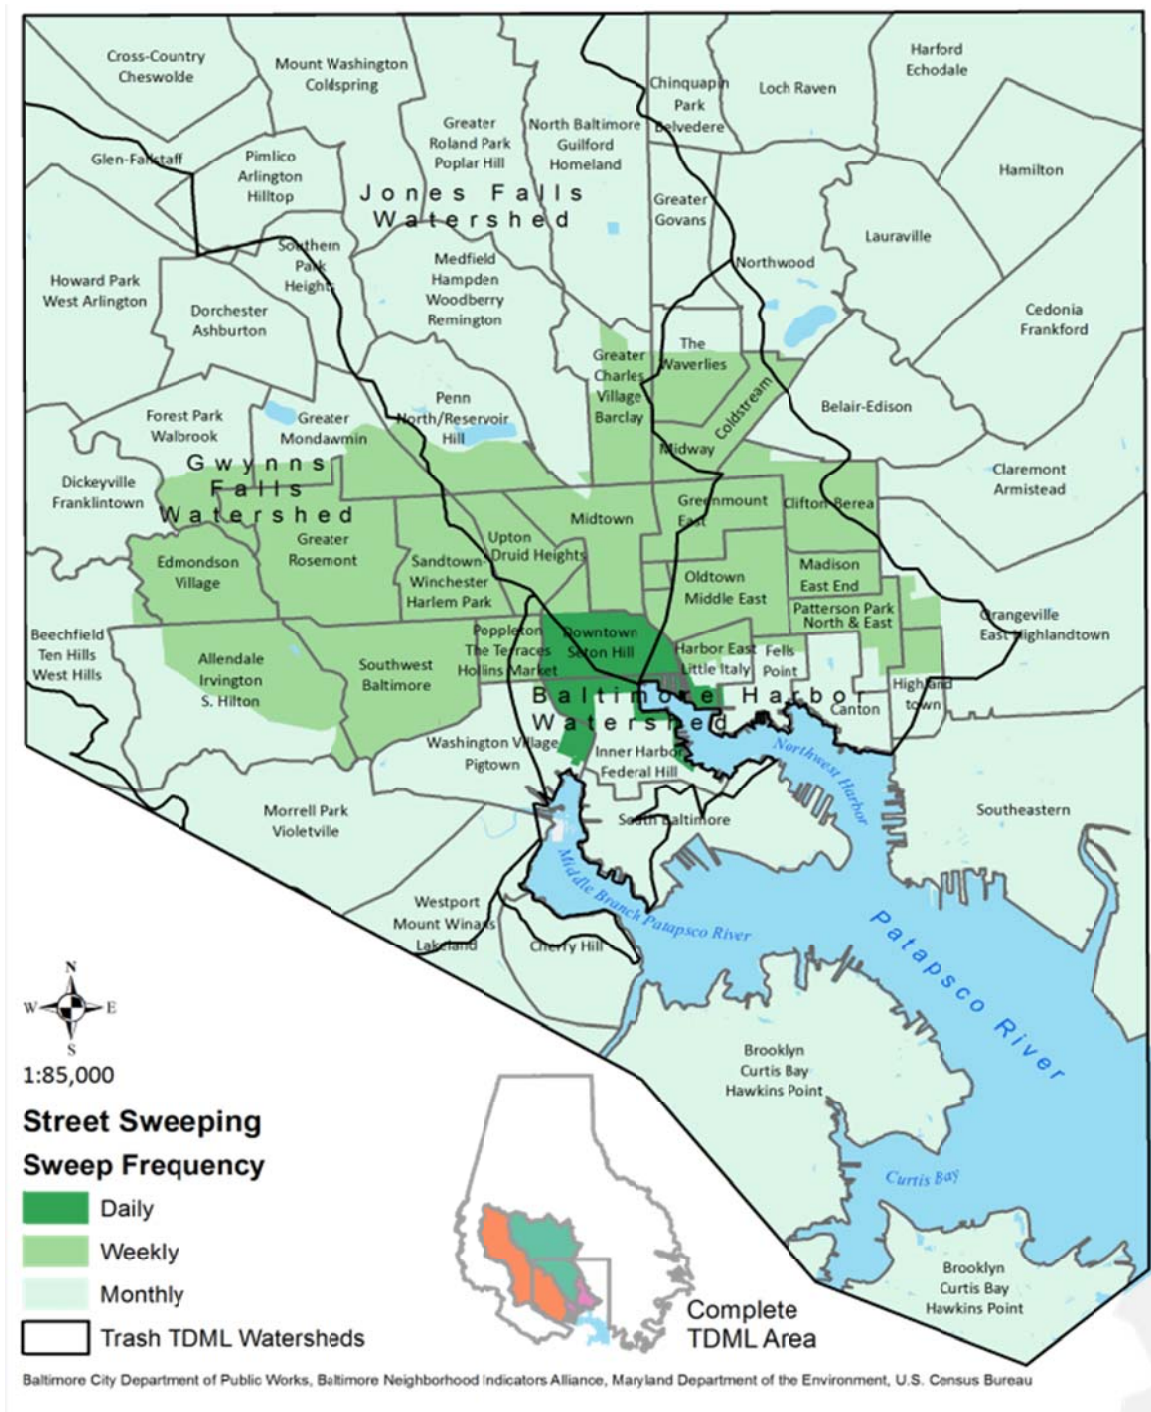 Cross-Country
Cheswolde
Mount Washington
Coldspring
Greater
Roland Park
Poplar Hill
North Baltimore
Guilford
Homeland
Chinquapin
Park
Belvedere
Loch Raven
Harford
Echodale
Hamilton
Glen-Fallstaff
Pimlico
Arlington
Hilltop
Jones Falls
Watershed
Greater
Govans
Lauraville
Southern
Park
Heights
Howard Park
West Arlington
Dorchester
Ashburton
Medfield
Hampden
Woodberry
Remington
Northwood
Cedonia
Frankford
The
Waverlies
Greater
Charles
Village
Barclay
Coldstream
Midway
Belair-Edison
Forest Park
Walbrook
Greater
Mondawmin
Penn
North/Reservoir
Hill
Gwynns
Falls
Watershed
Dickeyville
Franklintown
Claremont
Armistead
Midtown
Greenmount
East
Clifton-Berea
Edmondson
Village
Greater
Rosemont
Sandtown-
Winchester
Harlem Park
Upton
Druid Heights
Oldtown
Middle East
Madison
East End
Patterson Park
North & East
Orangeville
East Highlandtown
Beechfield
Ten Hills
West Hills
Allendale
Irvington
S. Hilton
Southwest
Baltimore
Poppleton
The Terraces
Hollins Market
Downtown
Seton Hill
Harbor East
Little Italy
Fells
Point
Highland
town
Canton
Baltimore Harbor
Watershed
Washington Village
Pigtown
Inner Harbor
Federal Hill
Northwest Harbor
Morrell Park
Violetville
South Baltimore
Southeastern
Westport
Mount Winans
Lakeland
Cherry Hill
Middle Branch Patapsco River
Patapsco River
Brooklyn
Curtis Bay
Hawkins Point
Curtis Bay
Brooklyn
Curtis Bay
Hawkins Point
N
W
E
S
1:85,000
Street Sweeping
Sweep Frequency
Daily
Weekly
Monthly
Trash TDML Watersheds
Complete
TDML Area
Baltimore City Department of Public Works, Baltimore Neighborhood Indicators Alliance, Maryland Department of the Environment, U.S. Census Bureau